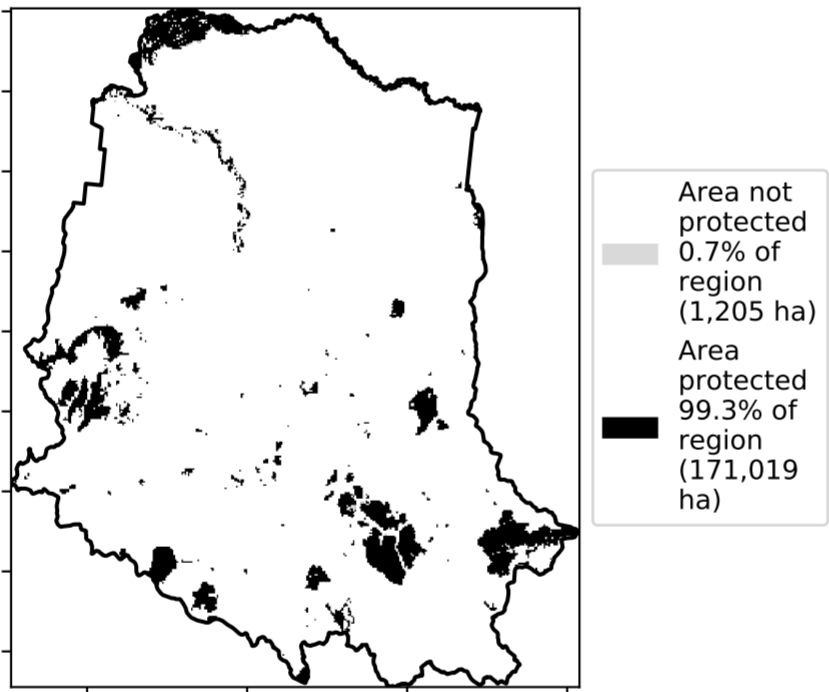 Area not
protected
0.7% of
region
(1,205 ha)
Area
protected
99.3% of
region
(171,019
ha)